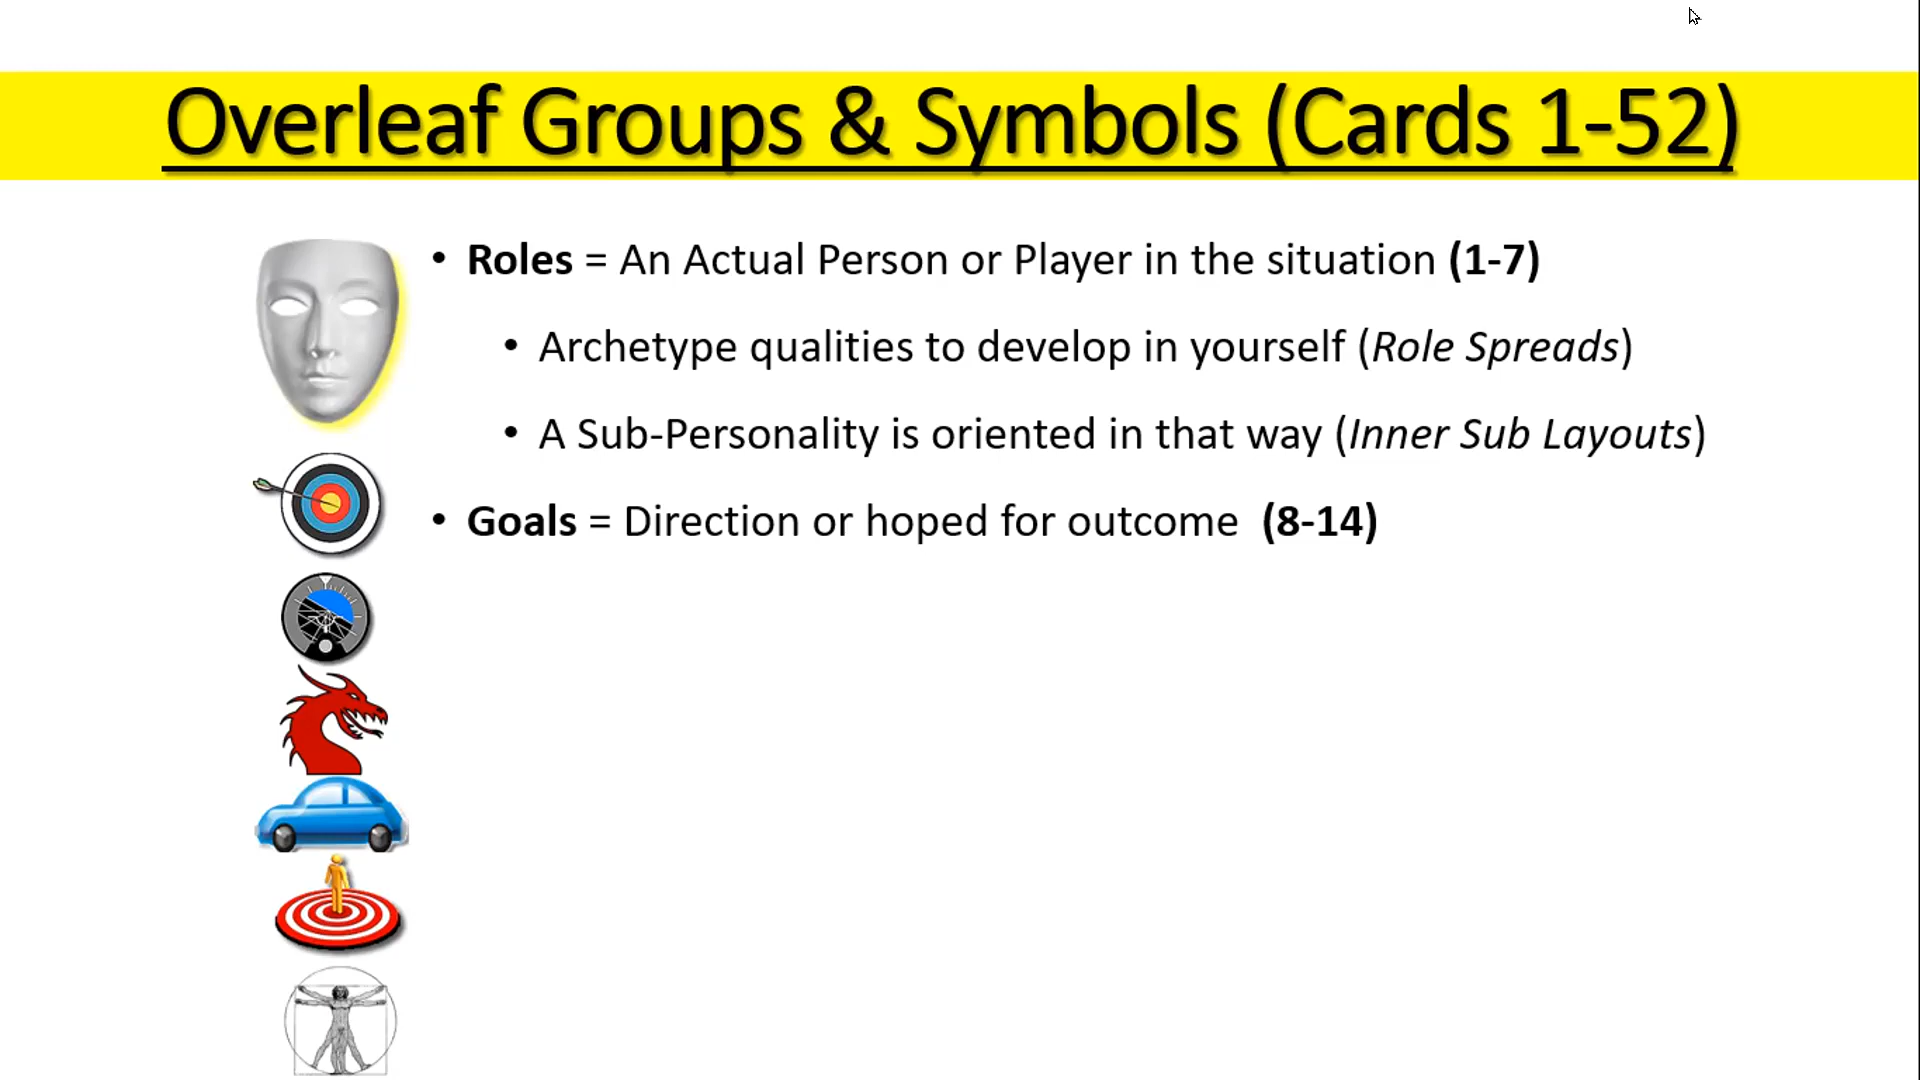 Overleaf Groups & Symbols (Cards 1-52)
• Roles = An Actual Person or Player in the situation (1-7)
• Archetype qualities to develop in yourself (Role Spreads)
• A Sub-Personality is oriented in that way (Inner Sub Layouts)
• Goals = Direction or hoped for outcome (8-14)